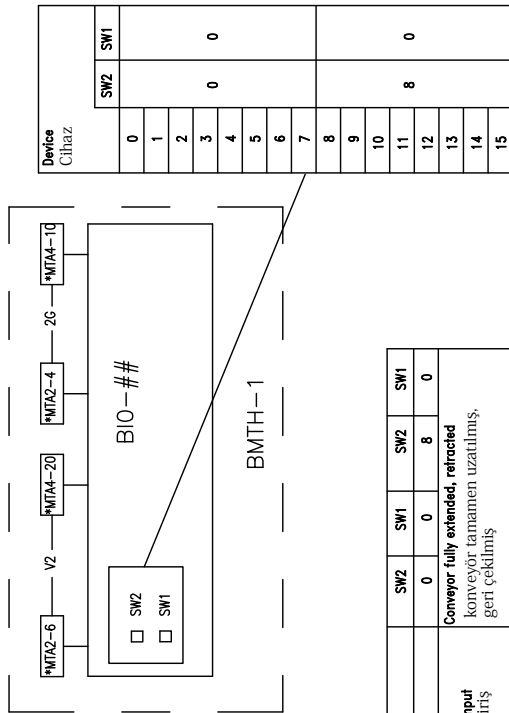 *MTA2-6
V2
*MTA4-20
*MTA2-4
2G
*MTA4-10
BIO-##
SW2
SW1
BMTH-1
Device
Cihaz
SW2 SW1
0
1
2
3
4
5
6
7
0 0
8
9
10
11
12
13
14
15
8 0
SW2 SW1 SW2 SW1
0 0 8 0
Conveyor fully extended, retracted
konveyör tamamen uzatılmış,
geri çekilmiş